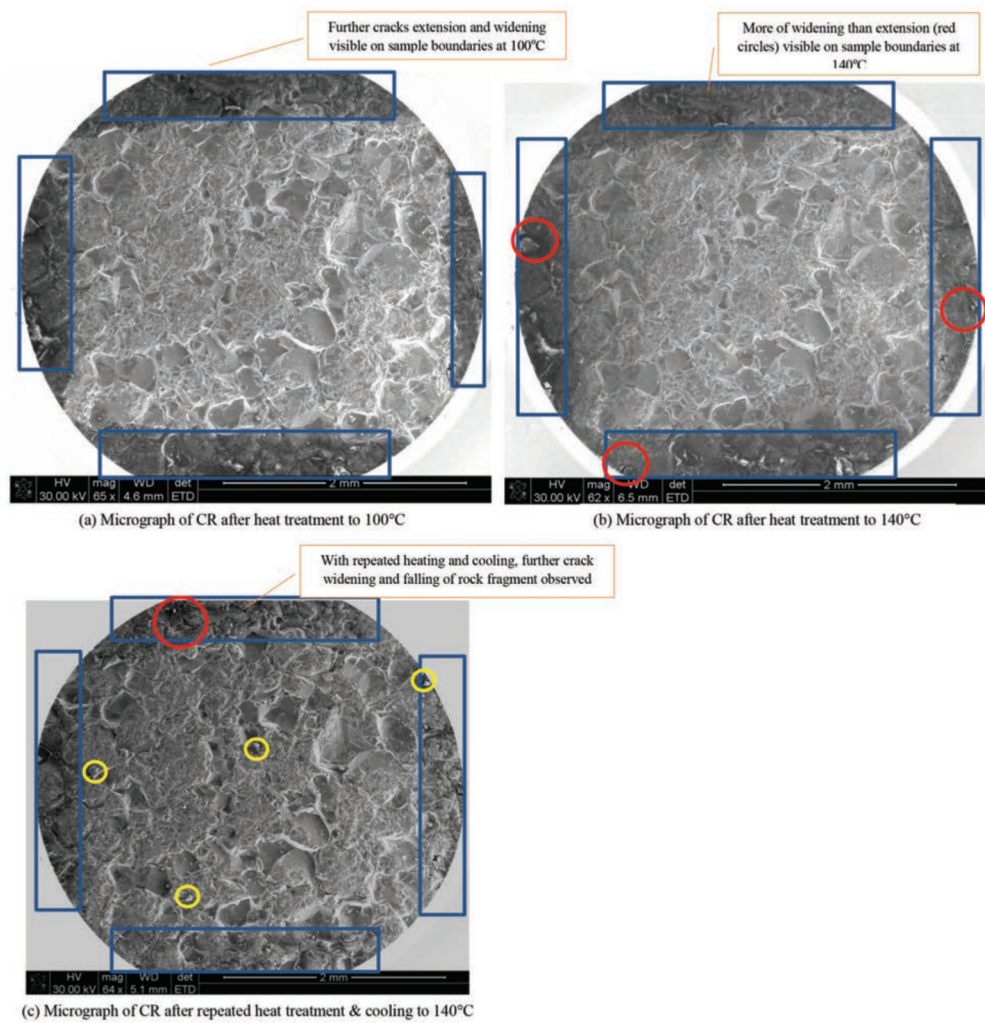 Further cracks extension and widening
visible on sample boundaries at 100°C
More of widening than extension (red
circles) visible on sample boundaries at
140°C
HV mag WD det
30.00 kV 65 x 4.6 mm ETD
2 mm
HV mag WD det
30.00 kV 62 x 6.5 mm ETD
2 mm
(a) Micrograph of CR after heat treatment to 100°C
(b) Micrograph of CR after heat treatment to 140°C
With repeated heating and cooling, further crack
widening and falling of rock fragment observed
HV mag WD det
30.00 kV 64 x 5.1 mm ETD
2 mm
(c) Micrograph of CR after repeated heat treatment & cooling to 140°C